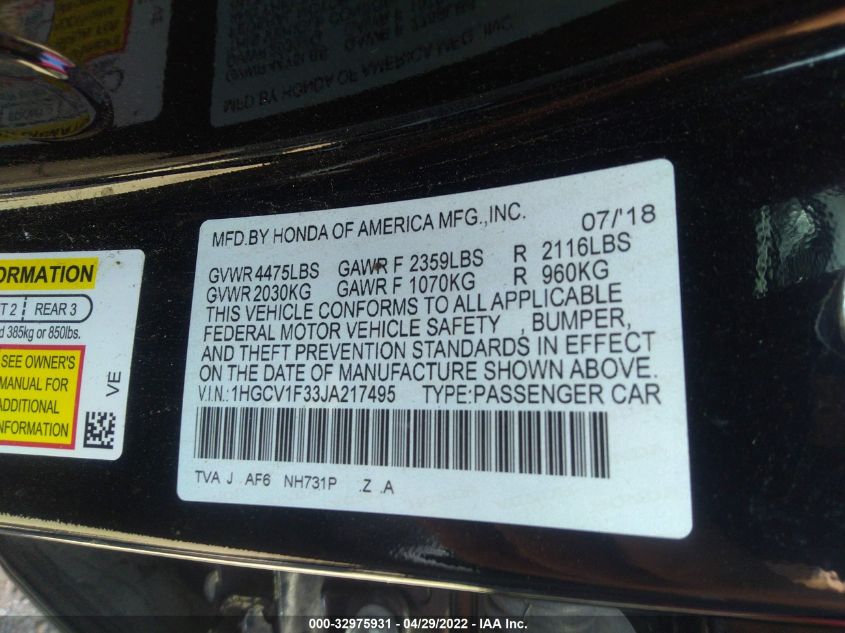 MFD.BY HONDA OF AMERICA MFG.,INC. 07/'18
GVWR 4475LBS GAWR F 2359LBS R 2116LBS
GVWR 2030KG GAWR F 1070KG R 960KG
THIS VEHICLE CONFORMS TO ALL APPLICABLE
FEDERAL MOTOR VEHICLE SAFETY , BUMPER,
AND THEFT PREVENTION STANDARDS IN EFFECT
ON THE DATE OF MANUFACTURE SHOWN ABOVE.
V.I.N.: 1HGCV1F33JA217495 TYPE:PASSENGER CAR
TVA J AF6 NH731P .Z .A
FORMATION
T 2 REAR 3
385kg or 850lbs.
SEE OWNER'S
MANUAL FOR
ADDITIONAL
INFORMATION
VE
000-32975931 - 04/29/2022 - IAA Inc.